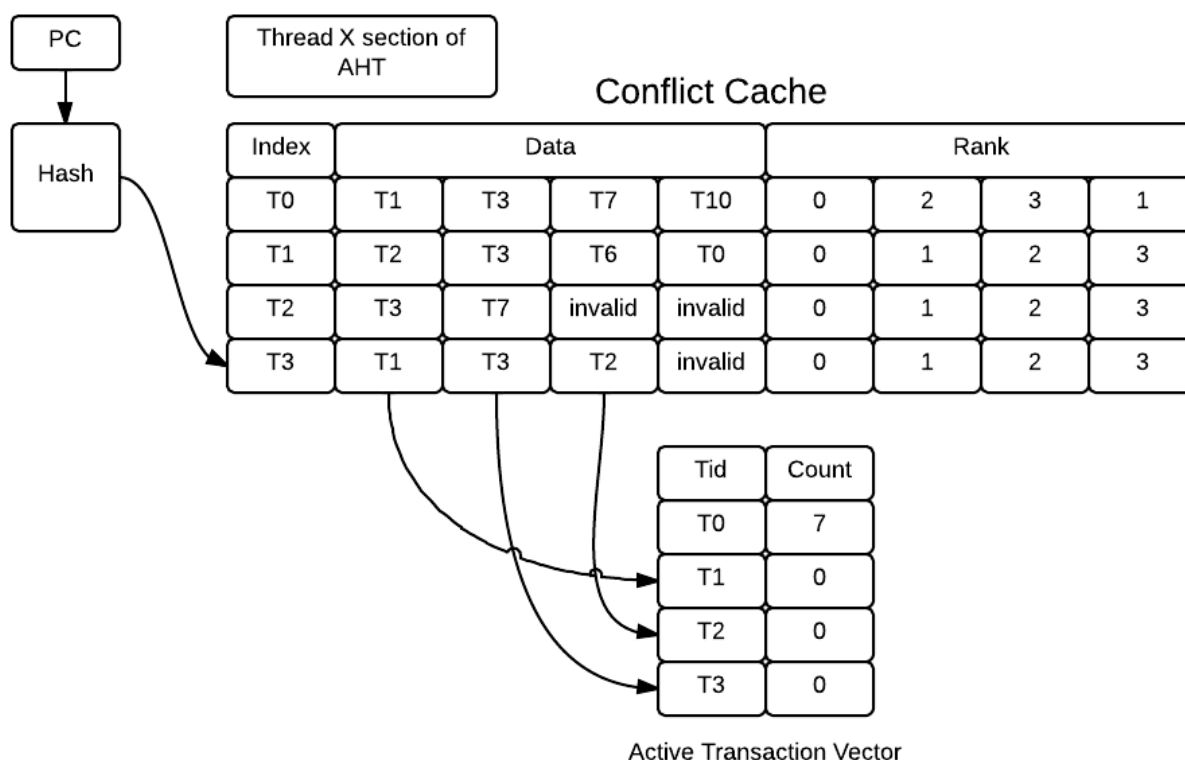 PC
Thread X section of
AHT
Hash
Conflict Cache
Index Data Rank
T0 T1 T3 T7 T10 0 2 3 1
T1 T2 T3 T6 T0 0 1 2 3
T2 T3 T7 invalid invalid 0 1 2 3
T3 T1 T3 T2 invalid 0 1 2 3
Tid Count
T0 7
T1 0
T2 0
T3 0
Active Transaction Vector